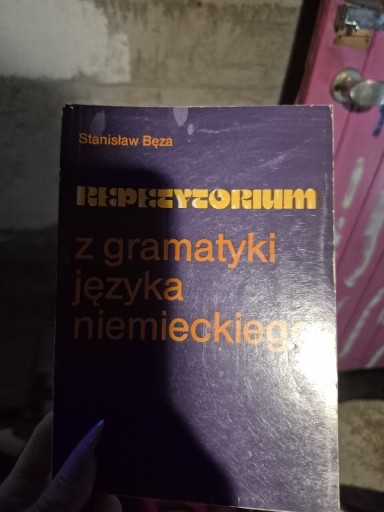 Stanisław Bęza
REPETYTORIUM
z gramatyki
języka
niemieckiego